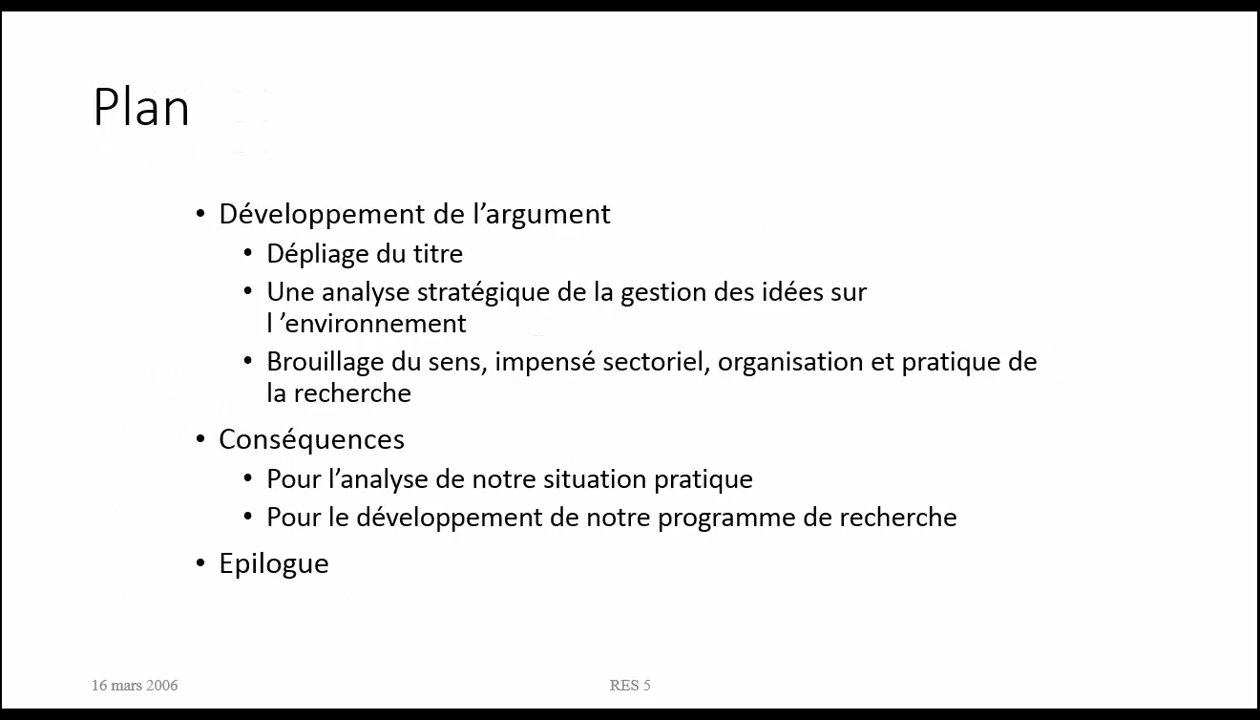 Plan
• Développement de l’argument
• Dépliage du titre
• Une analyse stratégique de la gestion des idées sur
l ’environnement
• Brouillage du sens, impensé sectoriel, organisation et pratique de
la recherche
• Conséquences
• Pour l’analyse de notre situation pratique
• Pour le développement de notre programme de recherche
• Epilogue
16 mars 2006
RES 5